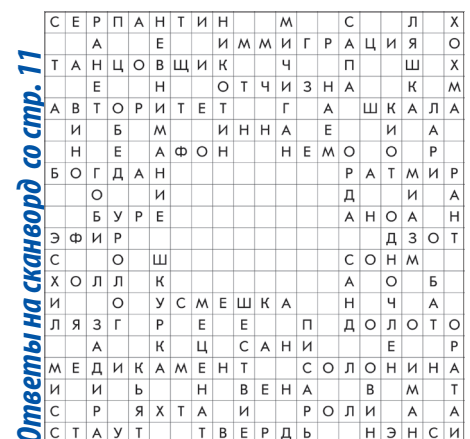 Ответы на сканворд со стр. 11
С Е Р П А Н Т И Н М С Л Х
А Е И М М И Г Р А Ц И Я О
Т А Н Ц О В Щ И К Ч П Ш Х
Е Н О Т Ч И З Н А К М
А В Т О Р И Т Е Т Г А Ш К А Л А
И Б М И Н Н А Е И А
Н Е А Ф О Н Н Е М О О Р
Б О Г Д А Н Р А Т М И Р
О И Д И А
Б У Р Е А Н О А Н
Э Ф И Р Д З О Т
С О Ш С О Н М
Х О Л Л К А О Б
И О У С М Е Ш К А Н Ч А
Л Я З Г Р Е Е П Д О Л О Т О
А К Ц С А Н И Е Р
М Е Д И К А М Е Н Т С О Л О Н И Н А
И И Ь Н В Е Н А В М Т
С Р Я Х Т А И Р О Л И А А
С Т А У Т Т В Е Р Д Ь Н Э Н С И